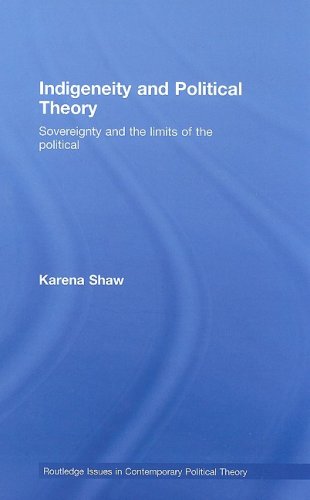 Indigeneity and Political
Theory
Sovereignty and the limits of the
political
Karena Shaw
Routledge Issues in Contemporary Political Theory